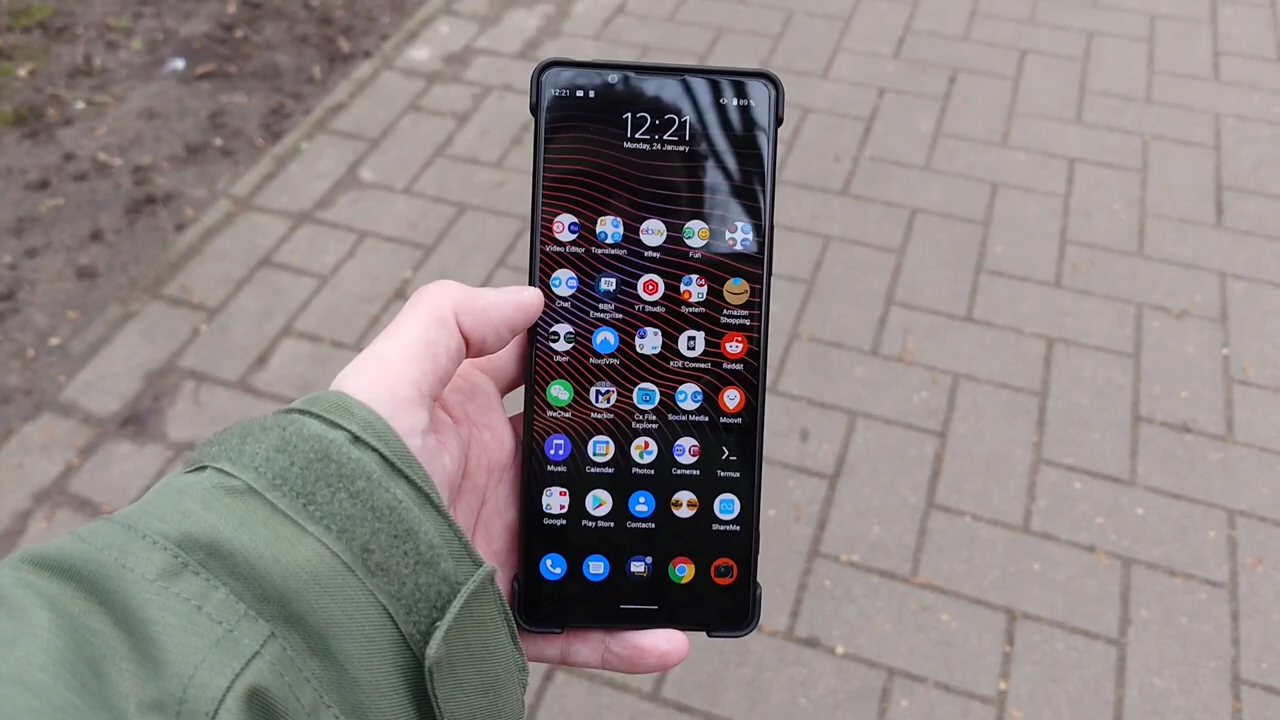 12:21
89 %
12:21
Monday, 24 January
ebay
Video Editor
Translation
eBay
Fun
Chat
BBM
Enterprise
YT Studio
System
Amazon
Shopping
Uber
NordVPN
KDE Connect
Reddit
WeChat
Markor
Cx File
Explorer
Social Media
Moovit
Music
Calendar
Photos
Cameras
Termux
Google
Play Store
Contacts
ShareMe